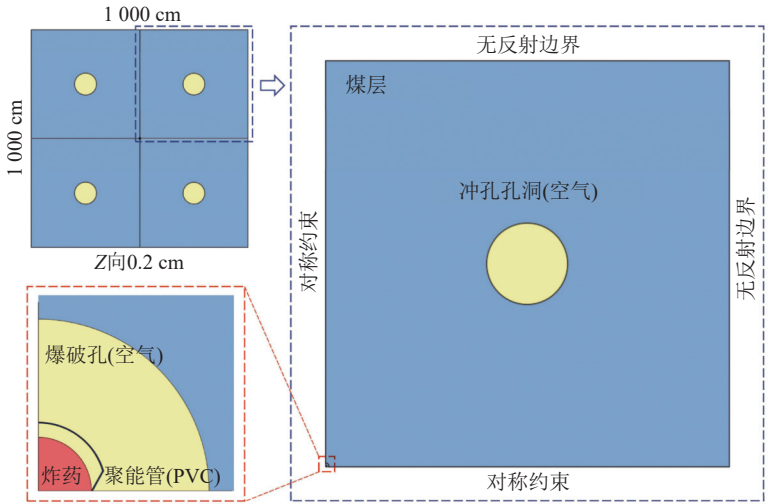 1 000 cm
1 000 cm
Z向0.2 cm
无反射边界
煤层
冲孔孔洞(空气)
对称约束
无反射边界
对称约束
爆破孔(空气)
炸药
聚能管(PVC)